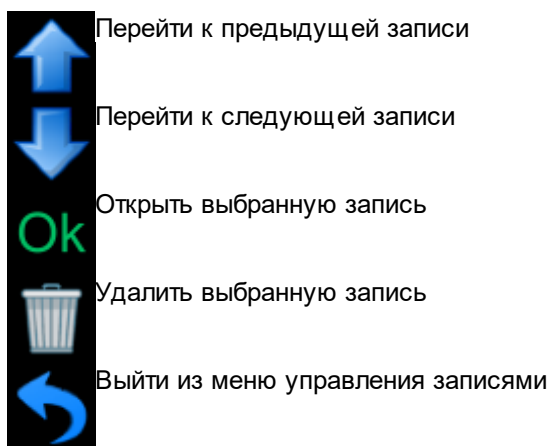 Перейти к предыдущей записи
Перейти к следующей записи
Открыть выбранную запись
Ok
Удалить выбранную запись
Выйти из меню управления записями